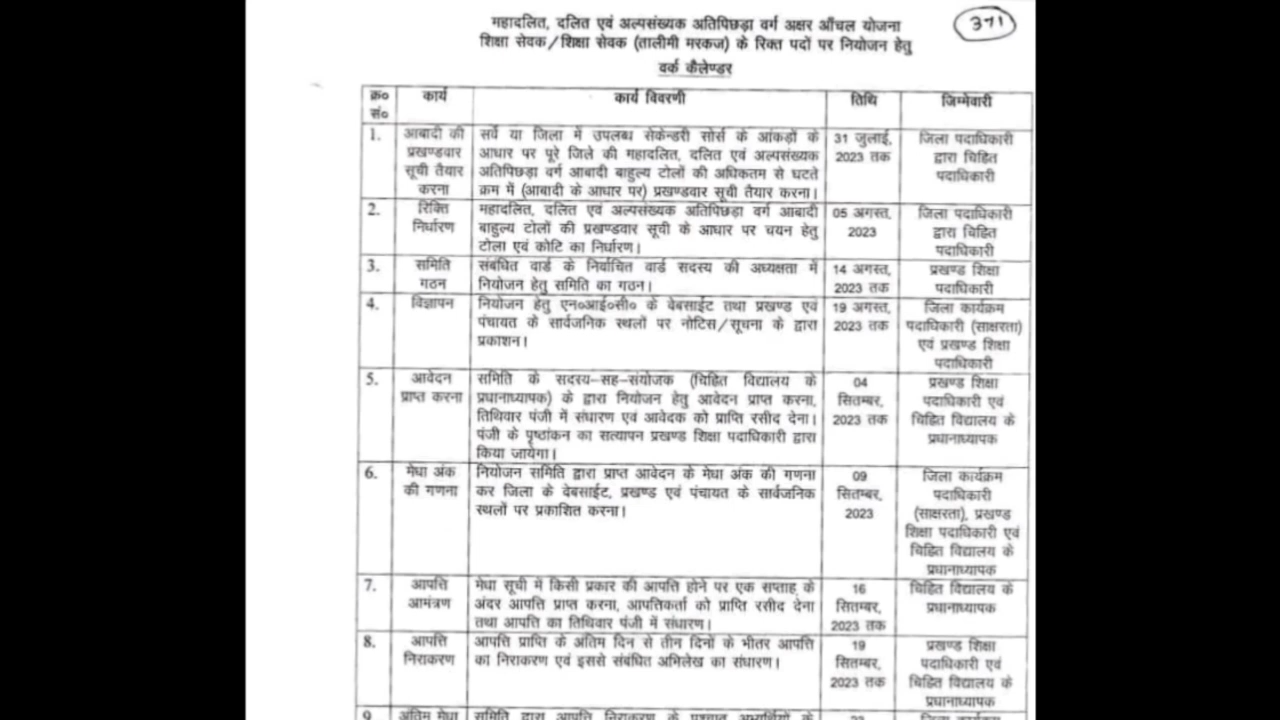 महादलित, दलित एवं अल्पसंख्यक अतिपिछड़ा वर्ग अक्षर आँचल योजना
371
शिक्षा सेवक/शिक्षा सेवक (तालीमी मरकज) के रिक्त पदों पर नियोजन हेतु
वर्क कैलेण्डर
क्र० सं०
कार्य
कार्य विवरणी
तिथि
जिम्मेवारी
1.
आबादी की
प्रखण्डवार
सूची तैयार
करना
सर्वे या जिला में उपलब्ध सेकेन्डरी सोर्स के आंकड़ों के
आधार पर पूरे जिले की महादलित, दलित एवं अल्पसंख्यक
अतिपिछड़ा वर्ग आबादी बाहुल्य टोलों की अधिकतम से घटते
क्रम में (आबादी के आधार पर) प्रखण्डवार सूची तैयार करना।
31 जुलाई,
2023 तक
जिला पदाधिकारी
द्वारा चिह्नित
पदाधिकारी
2.
रिक्ति
निर्धारण
महादलित, दलित एवं अल्पसंख्यक अतिपिछड़ा वर्ग आबादी
बाहुल्य टोलों की प्रखण्डवार सूची के आधार पर चयन हेतु
टोला एवं कोटि का निर्धारण।
05 अगस्त,
2023
जिला पदाधिकारी
द्वारा चिह्नित
पदाधिकारी
3.
समिति
गठन
संबंधित वार्ड के निर्वाचित वार्ड सदस्य की अध्यक्षता में
नियोजन हेतु समिति का गठन।
14 अगस्त,
2023 तक
प्रखण्ड शिक्षा
पदाधिकारी
4.
विज्ञापन
नियोजन हेतु एन०आई०सी० के वेबसाईट तथा प्रखण्ड एवं
पंचायत के सार्वजनिक स्थलों पर नोटिस/सूचना के द्वारा
प्रकाशन।
19 अगस्त,
2023 तक
जिला कार्यक्रम
पदाधिकारी (साक्षरता)
एवं प्रखण्ड शिक्षा
पदाधिकारी
5.
आवेदन
प्राप्त करना
समिति के सदस्य–सह–संयोजक (चिह्नित विद्यालय के
प्रधानाध्यापक) के द्वारा नियोजन हेतु आवेदन प्राप्त करना,
तिथिवार पंजी में संधारण एवं आवेदक को प्राप्ति रसीद देना।
पंजी के पृष्ठांकन का सत्यापन प्रखण्ड शिक्षा पदाधिकारी द्वारा
किया जायेगा।
04
सितम्बर,
2023 तक
प्रखण्ड शिक्षा
पदाधिकारी एवं
चिह्नित विद्यालय के
प्रधानाध्यापक
6.
मेधा अंक
की गणना
नियोजन समिति द्वारा प्राप्त आवेदन के मेधा अंक की गणना
कर जिला के वेबसाईट, प्रखण्ड एवं पंचायत के सार्वजनिक
स्थलों पर प्रकाशित करना।
09
सितम्बर,
2023
जिला कार्यक्रम
पदाधिकारी
(साक्षरता), प्रखण्ड
शिक्षा पदाधिकारी एवं
चिह्नित विद्यालय के
प्रधानाध्यापक
7.
आपत्ति
आमंत्रण
मेधा सूची में किसी प्रकार की आपत्ति होने पर एक सप्ताह के
अंदर आपत्ति प्राप्त करना, आपत्तिकर्ता को प्राप्ति रसीद देना
तथा आपत्ति का तिथिवार पंजी में संधारण।
16
सितम्बर,
2023 तक
चिह्नित विद्यालय के
प्रधानाध्यापक
8.
आपत्ति
निराकरण
आपत्ति प्राप्ति के अंतिम दिन से तीन दिनों के भीतर आपत्ति
का निराकरण एवं इससे संबंधित अभिलेख का संधारण।
19
सितम्बर,
2023 तक
प्रखण्ड शिक्षा
पदाधिकारी एवं
चिह्नित विद्यालय के
प्रधानाध्यापक
9.
अंतिम मेधा
समिति द्वारा आपत्ति निराकरण के पश्चात अभ्यर्थियों के
जिला कार्यक्रम